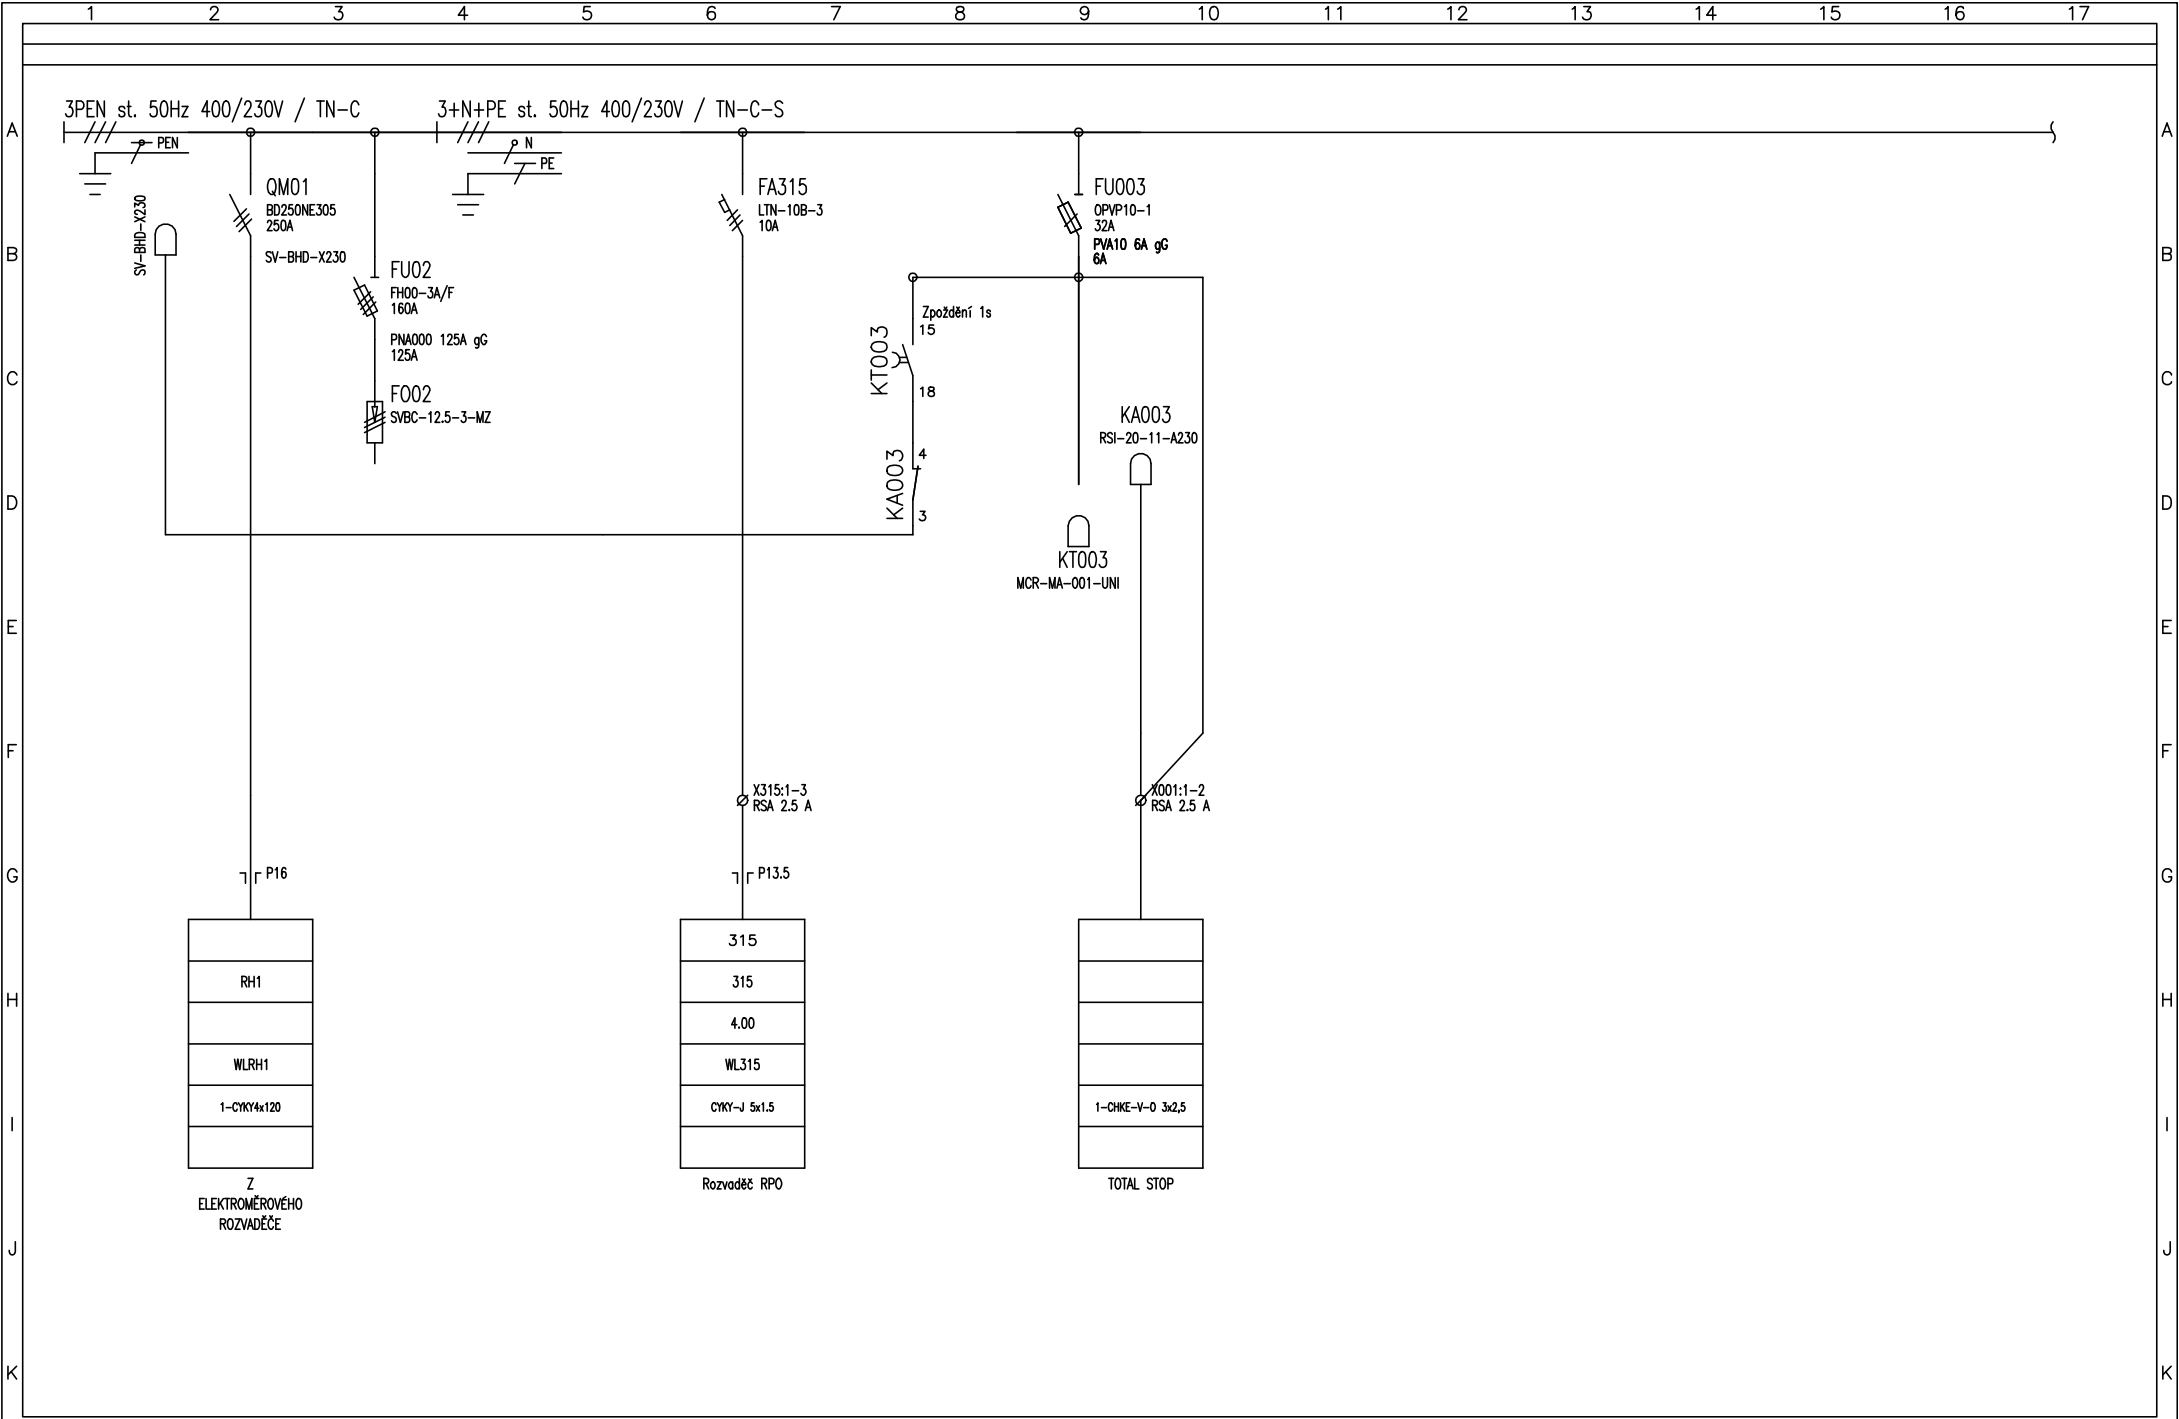 1 2 3 4 5 6 7 8 9 10 11 12 13 14 15 16 17
3PEN st. 50Hz 400/230V / TN-C
3+N+PE st. 50Hz 400/230V / TN-C-S
A
A
PEN
N
PE
QM01
BD250NE305
250A
SV-BHD-X230
SV-BHD-X230
FA315
LTN-10B-3
10A
FU003
OPVP10-1
32A
PVA10 6A gG
6A
B
B
FU02
FH00-3A/F
160A
PNA000 125A gG
125A
Zpoždění 1s
15
KT003
18
C
C
FO02
SVBC-12.5-3-MZ
KA003
RSI-20-11-A230
4
KA003
3
D
D
KT003
MCR-MA-001-UNI
E
E
F
F
X315:1-3
RSA 2.5 A
X001:1-2
RSA 2.5 A
G
G
P16
P13.5
315
RH1
315
H
H
4.00
WLRH1
WL315
1-CYKY4x120
CYKY-J 5x1.5
1-CHKE-V-O 3x2,5
I
I
Z
ELEKTROMĚROVÉHO
ROZVADĚČE
Rozvaděč RPO
TOTAL STOP
J
J
K
K